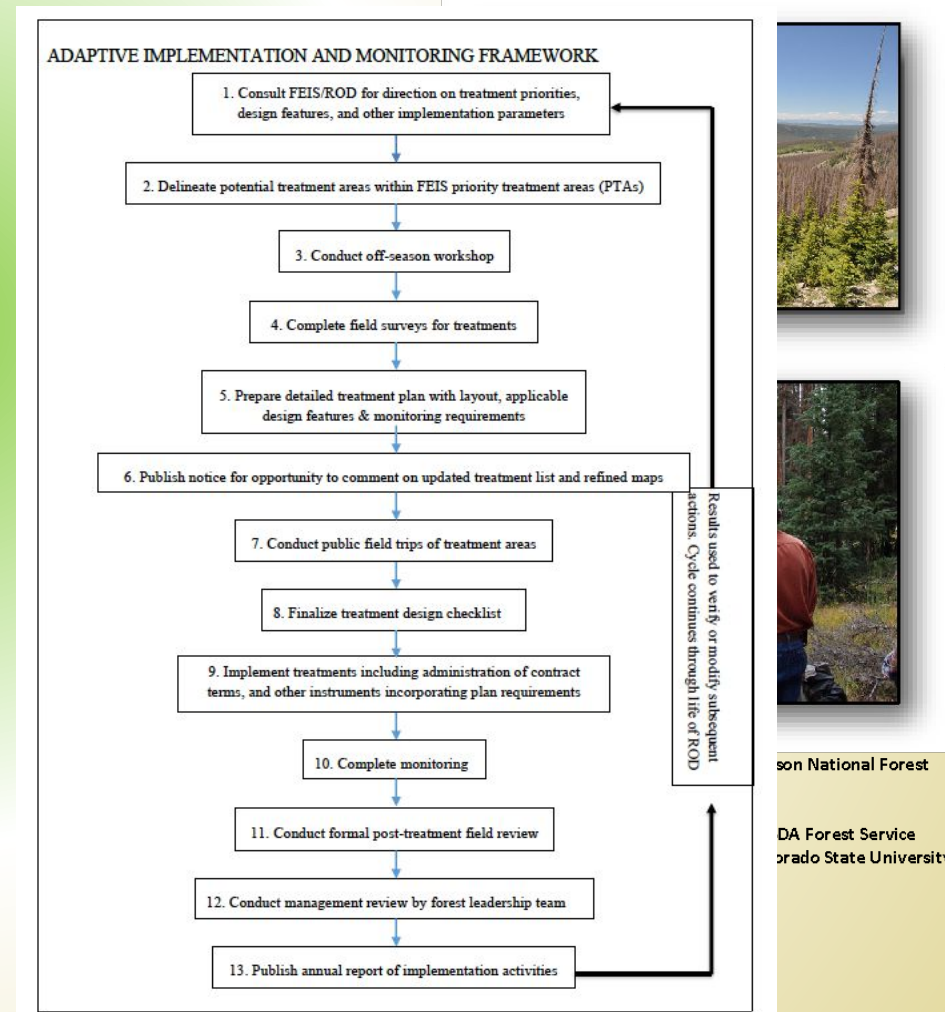 ADAPTIVE IMPLEMENTATION AND MONITORING FRAMEWORK
1. Consult FEIS/ROD for direction on treatment priorities,
design features, and other implementation parameters
2. Delineate potential treatment areas within FEIS priority treatment areas (PTAs)
3. Conduct off-season workshop
4. Complete field surveys for treatments
5. Prepare detailed treatment plan with layout, applicable
design features & monitoring requirements
6. Publish notice for opportunity to comment on updated treatment list and refined maps
7. Conduct public field trips of treatment areas
8. Finalize treatment design checklist
9. Implement treatments including administration of contract
terms, and other instruments incorporating plan requirements
10. Complete monitoring
11. Conduct formal post-treatment field review
12. Conduct management review by forest leadership team
13. Publish annual report of implementation activities
Results used to verify or modify subsequent
actions. Cycle continues through life of ROD
son National Forest
DA Forest Service
orado State University